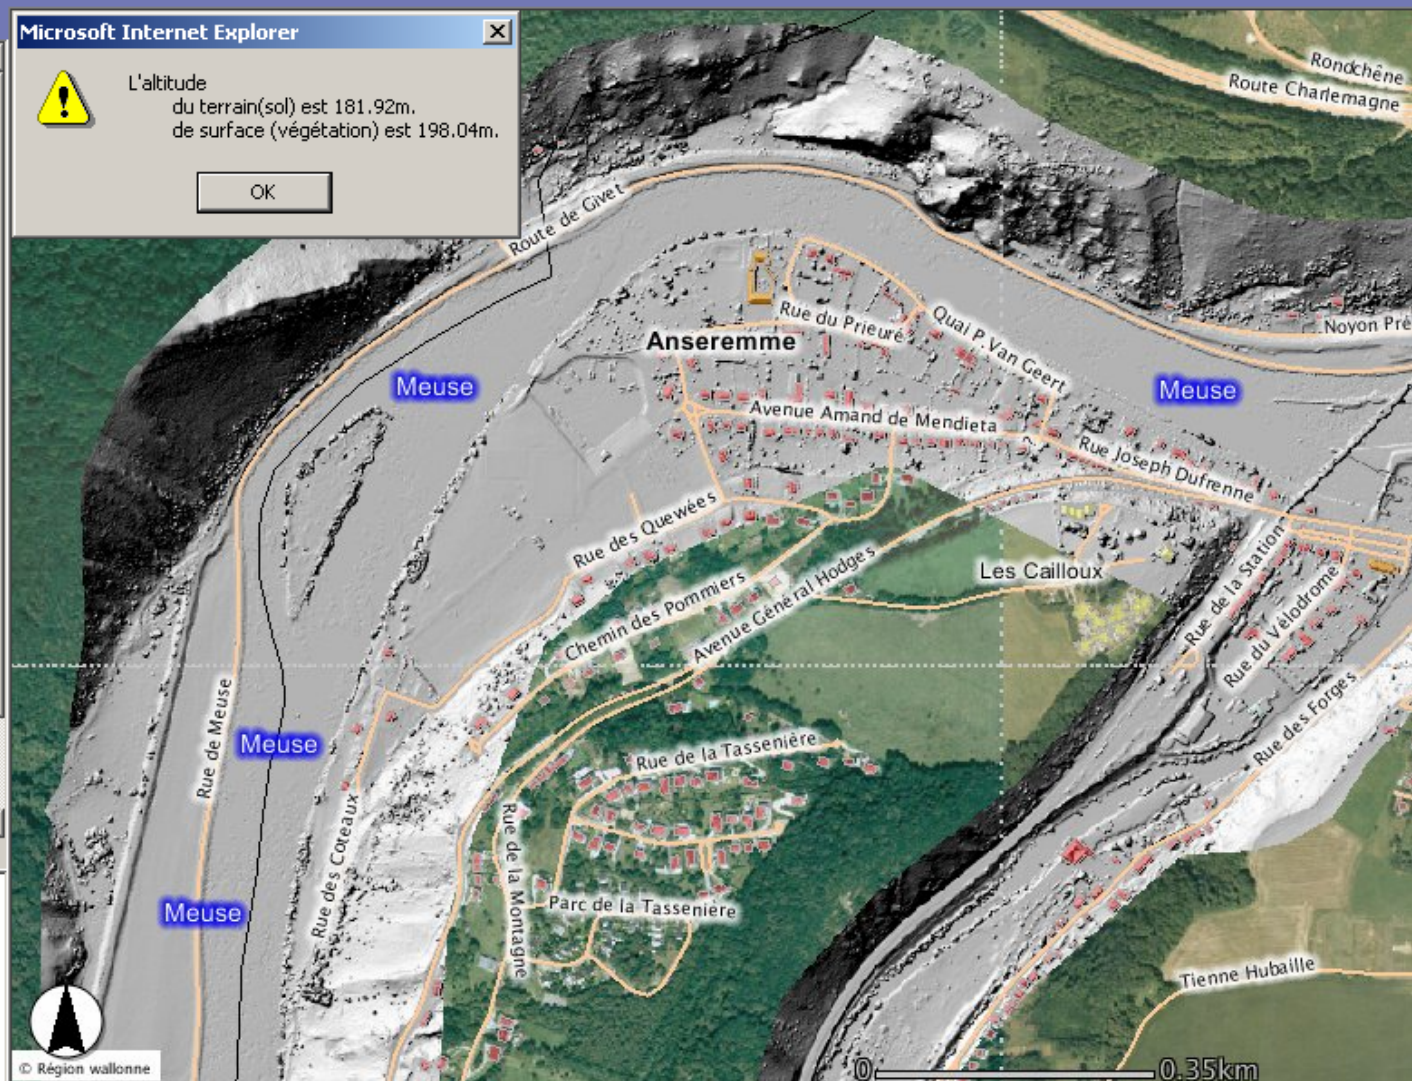 Microsoft Internet Explorer
L'altitude
du terrain(sol) est 181.92m.
de surface (végétation) est 198.04m.
OK
Rondchêne
Route Charlemagne
Route de Givet
Noyon Pré
Rue du Prieuré
Quai P.Van Geert
Anseremme
Meuse
Meuse
Avenue Amand de Mendieta
Rue Joseph Dufrenne
Rue des Quewées
Les Cailloux
Chemin des Pommiers
Avenue Général Hodges
Rue de la Station
Rue du Vélodrome
Rue des Forges
Rue de Meuse
Meuse
Rue de la Tassenière
Rue des Coteaux
Rue de la Montagne
Parc de la Tassenière
Meuse
Tienne Hubaille
© Région wallonne
0
0.35km